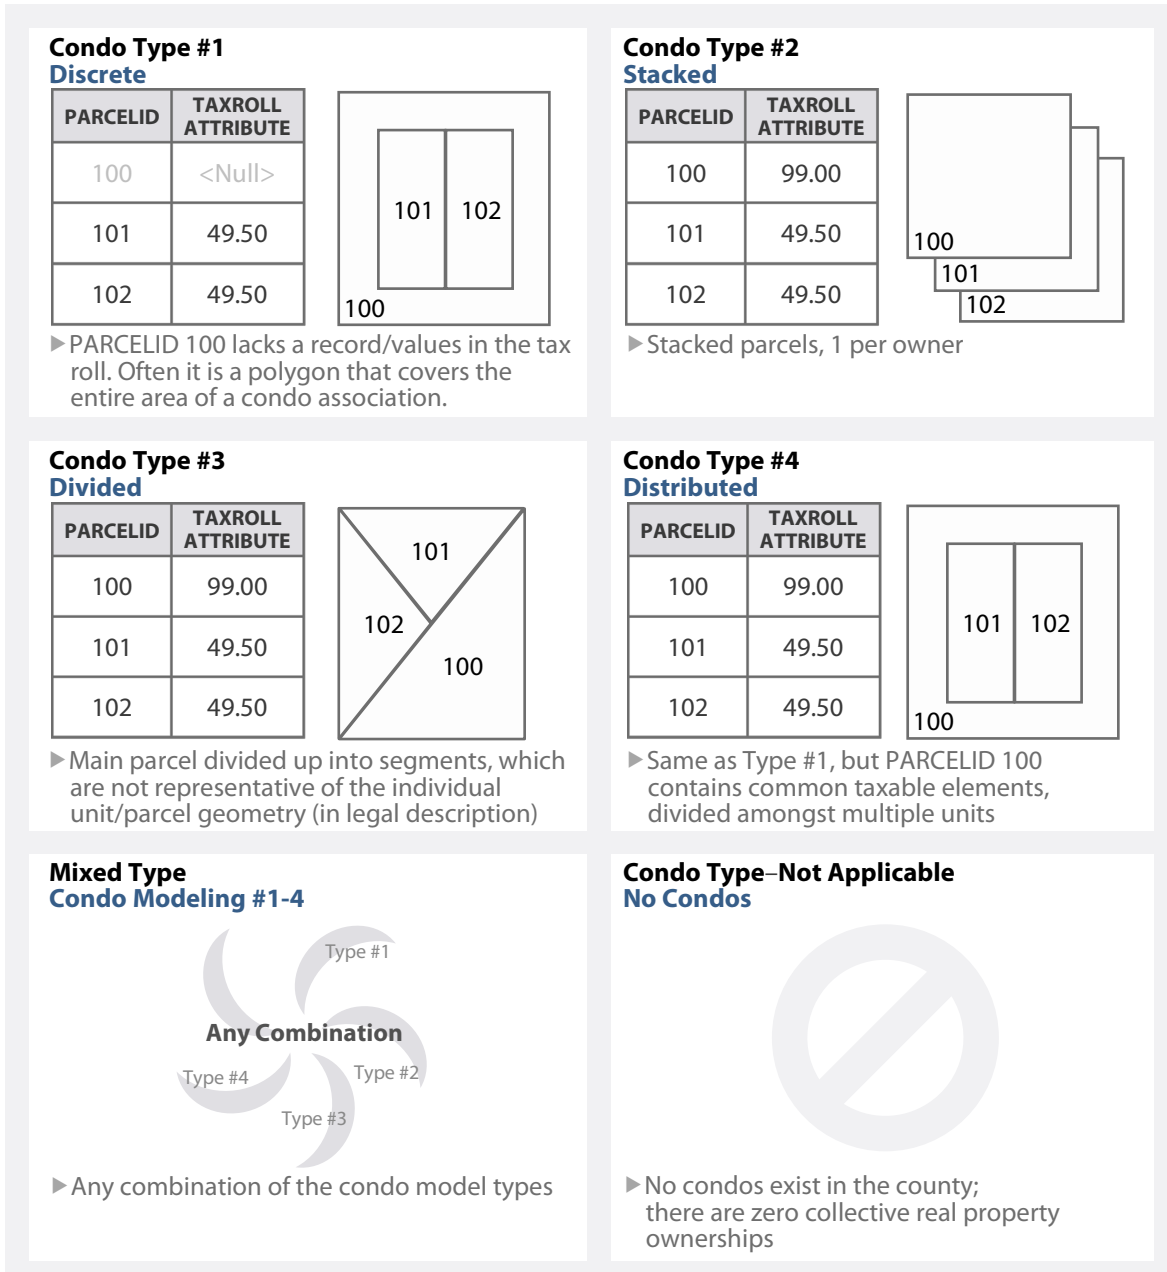 Condo Type #1
Discrete
PARCELID
TAXROLL
ATTRIBUTE
100 <Null>
101 49.50
102 49.50
101 102
100
▶PARCELID 100 lacks a record/values in the tax
roll. Often it is a polygon that covers the
entire area of a condo association.
Condo Type #2
Stacked
PARCELID
TAXROLL
ATTRIBUTE
100 99.00
101 49.50
102 49.50
100
101
102
▶Stacked parcels, 1 per owner
Condo Type #3
Divided
PARCELID
TAXROLL
ATTRIBUTE
100 99.00
101 49.50
102 49.50
101
102
100
▶Main parcel divided up into segments, which
are not representative of the individual
unit/parcel geometry (in legal description)
Condo Type #4
Distributed
PARCELID
TAXROLL
ATTRIBUTE
100 99.00
101 49.50
102 49.50
101 102
100
▶Same as Type #1, but PARCELID 100
contains common taxable elements,
divided amongst multiple units
Mixed Type
Condo Modeling #1-4
Type #1
Any Combination
Type #2
Type #4
Type #3
▶Any combination of the condo model types
Condo Type–Not Applicable
No Condos
▶No condos exist in the county;
there are zero collective real property
ownerships